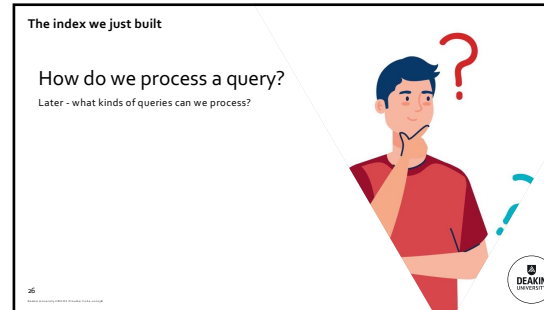 The index we just built
How do we process a query?
Later - what kinds of queries can we process?
26
DEAKIN
UNIVERSITY